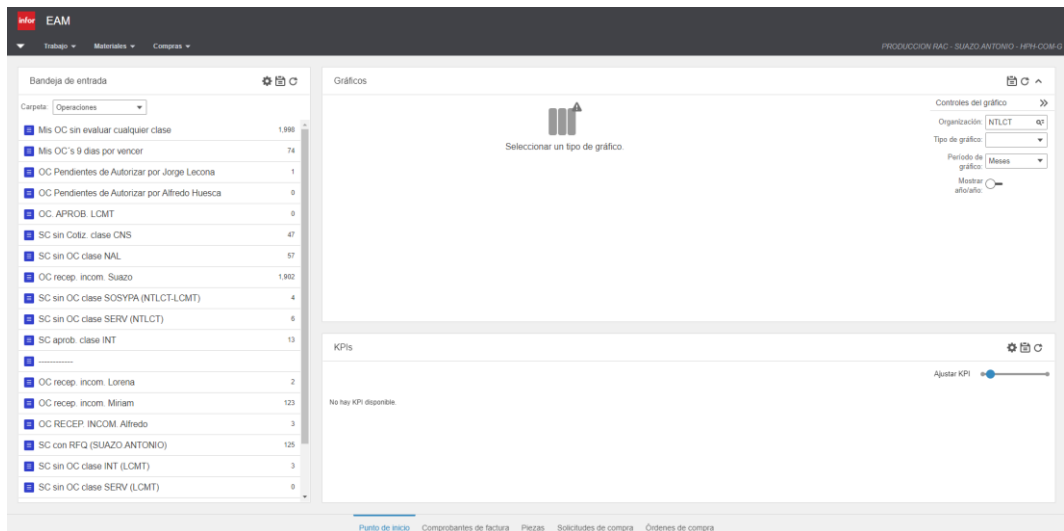 infor EAM
Trabajo Materiales Compras PRODUCCION RAC - SUAZO.ANTONIO - HPH-COM-G
Bandeja de entrada
Carpeta: Operaciones
Mis OC sin evaluar cualquier clase 1,998
Mis OC´s 9 dias por vencer 74
OC Pendientes de Autorizar por Jorge Lecona 1
OC Pendientes de Autorizar por Alfredo Huesca 0
OC. APROB. LCMT 0
SC sin Cotiz. clase CNS 47
SC sin OC clase NAL 57
OC recep. incom. Suazo 1,902
SC sin OC clase SOSYPA (NTLCT-LCMT) 4
SC sin OC clase SERV (NTLCT) 6
SC aprob. clase INT 13
------------
OC recep. incom. Lorena 2
OC recep. incom. Miriam 123
OC RECEP. INCOM. Alfredo 3
SC con RFQ (SUAZO.ANTONIO) 125
SC sin OC clase INT (LCMT) 3
SC sin OC clase SERV (LCMT) 0
Gráficos
Seleccionar un tipo de gráfico.
Controles del gráfico
Organización: NTLCT
Tipo de gráfico:
Período de gráfico: Meses
Mostrar año/año:
KPIs
Ajustar KPI
No hay KPI disponible.
Punto de inicio Comprobantes de factura Piezas Solicitudes de compra Órdenes de compra